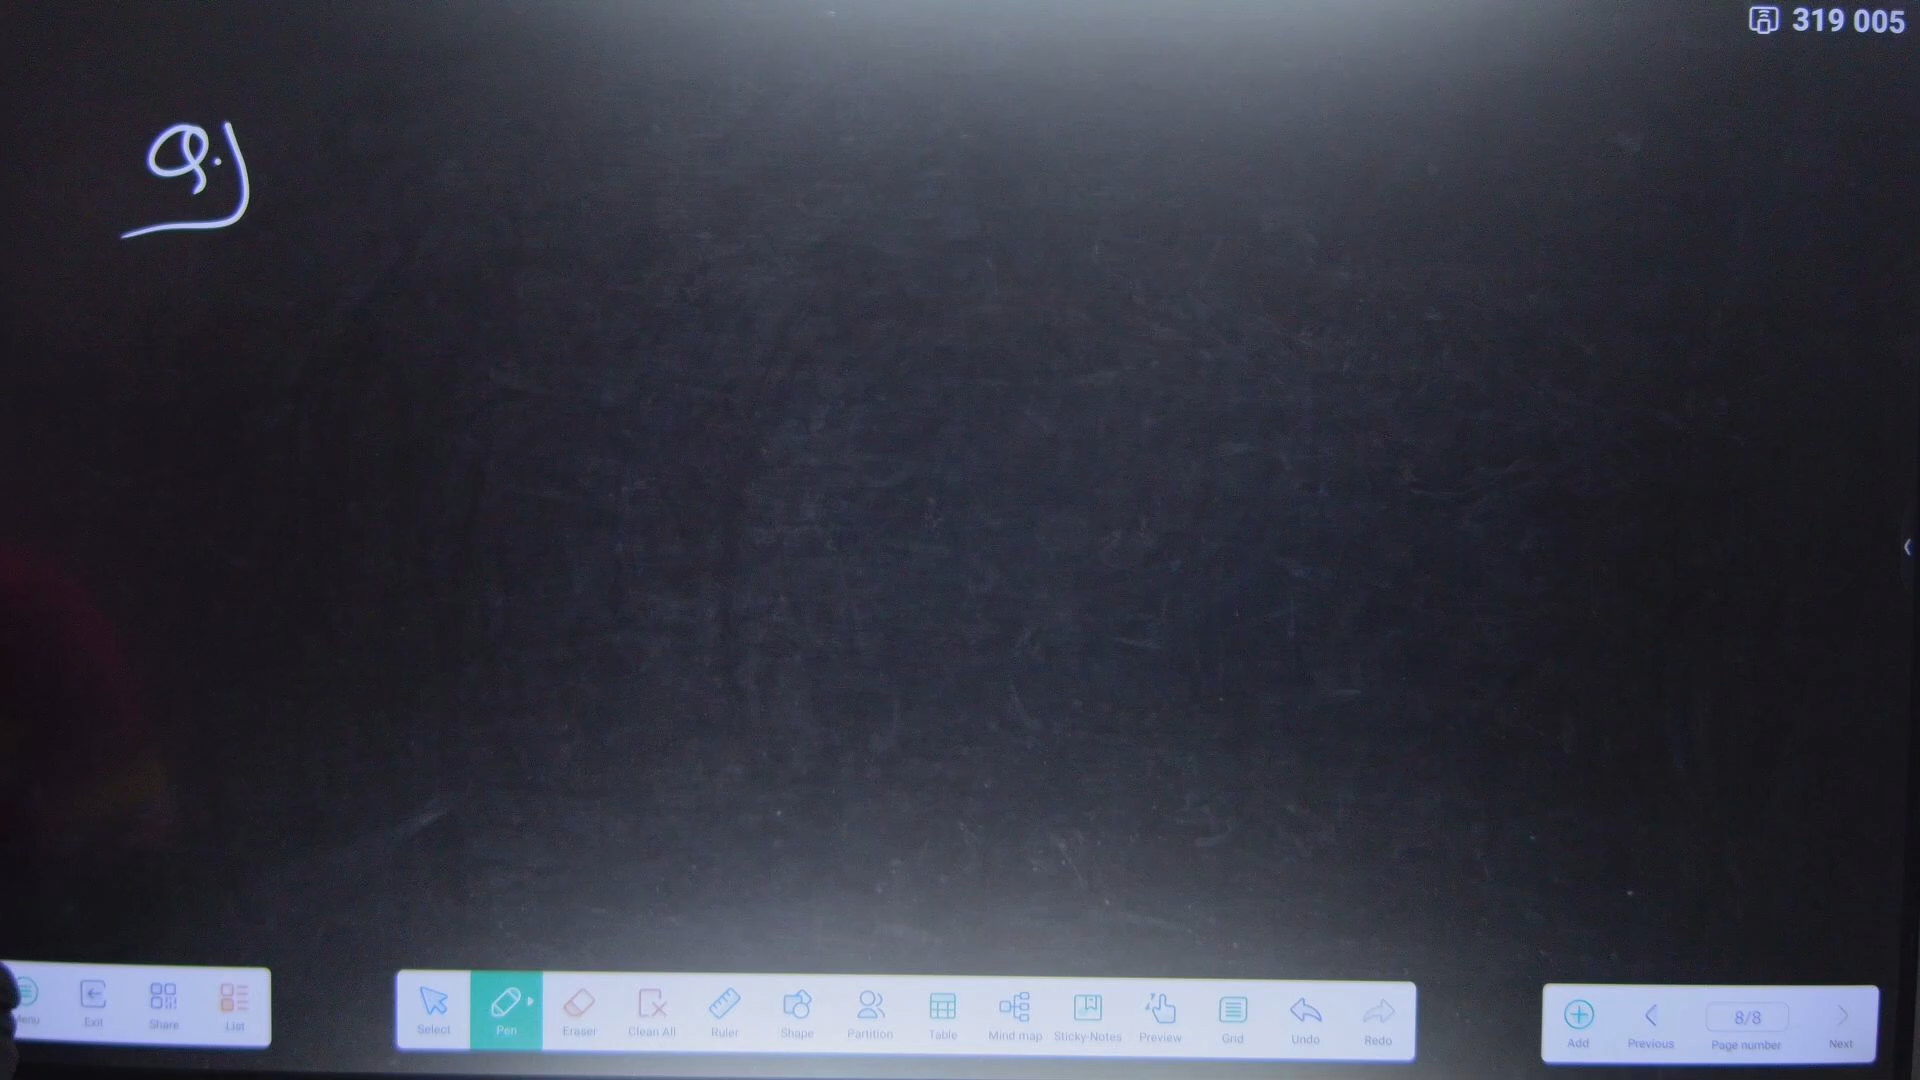 319 005
Q.)
Menu Exit Share List
Select Pen Eraser Clean All Ruler Shape Partition Table Mind map Sticky-Notes Preview Grid Undo Redo
Add Previous 8/8 Page number Next